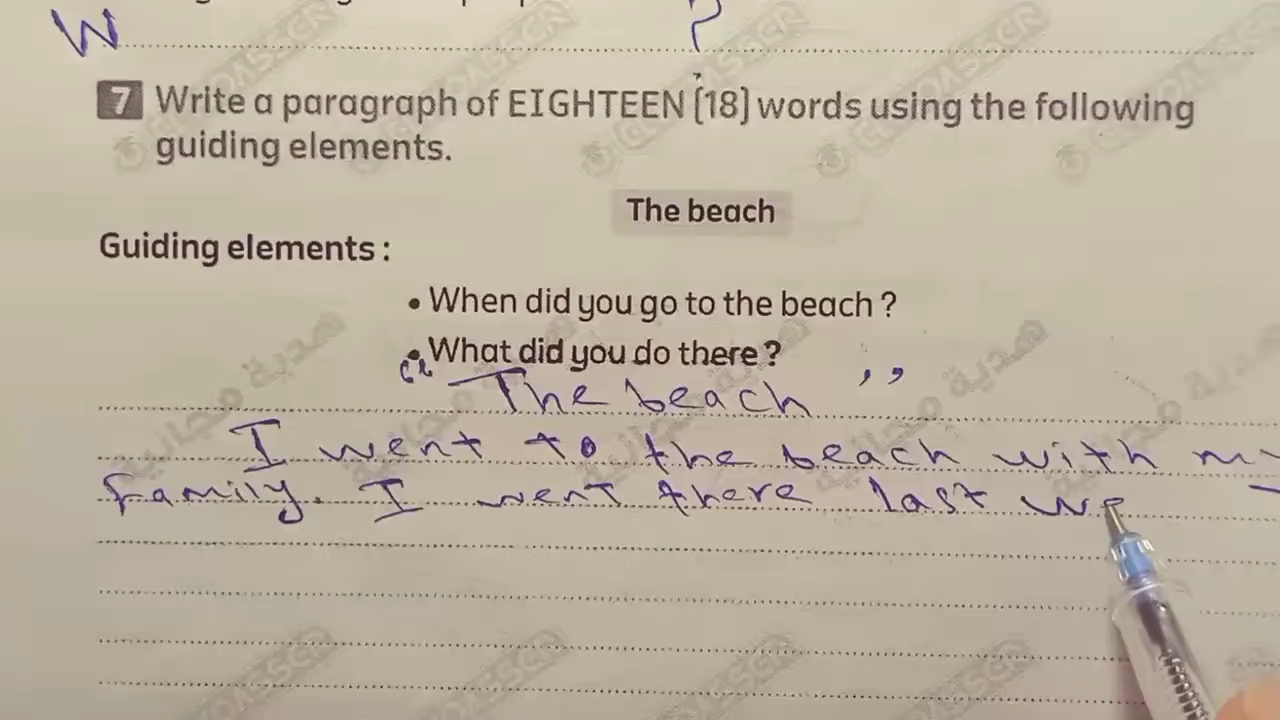 W ?
7 Write a paragraph of EIGHTEEN (18) words using the following
guiding elements.
The beach
Guiding elements :
• When did you go to the beach ?
• What did you do there ?
“ The beach ’’
I went to the beach with my
family. I went there last we